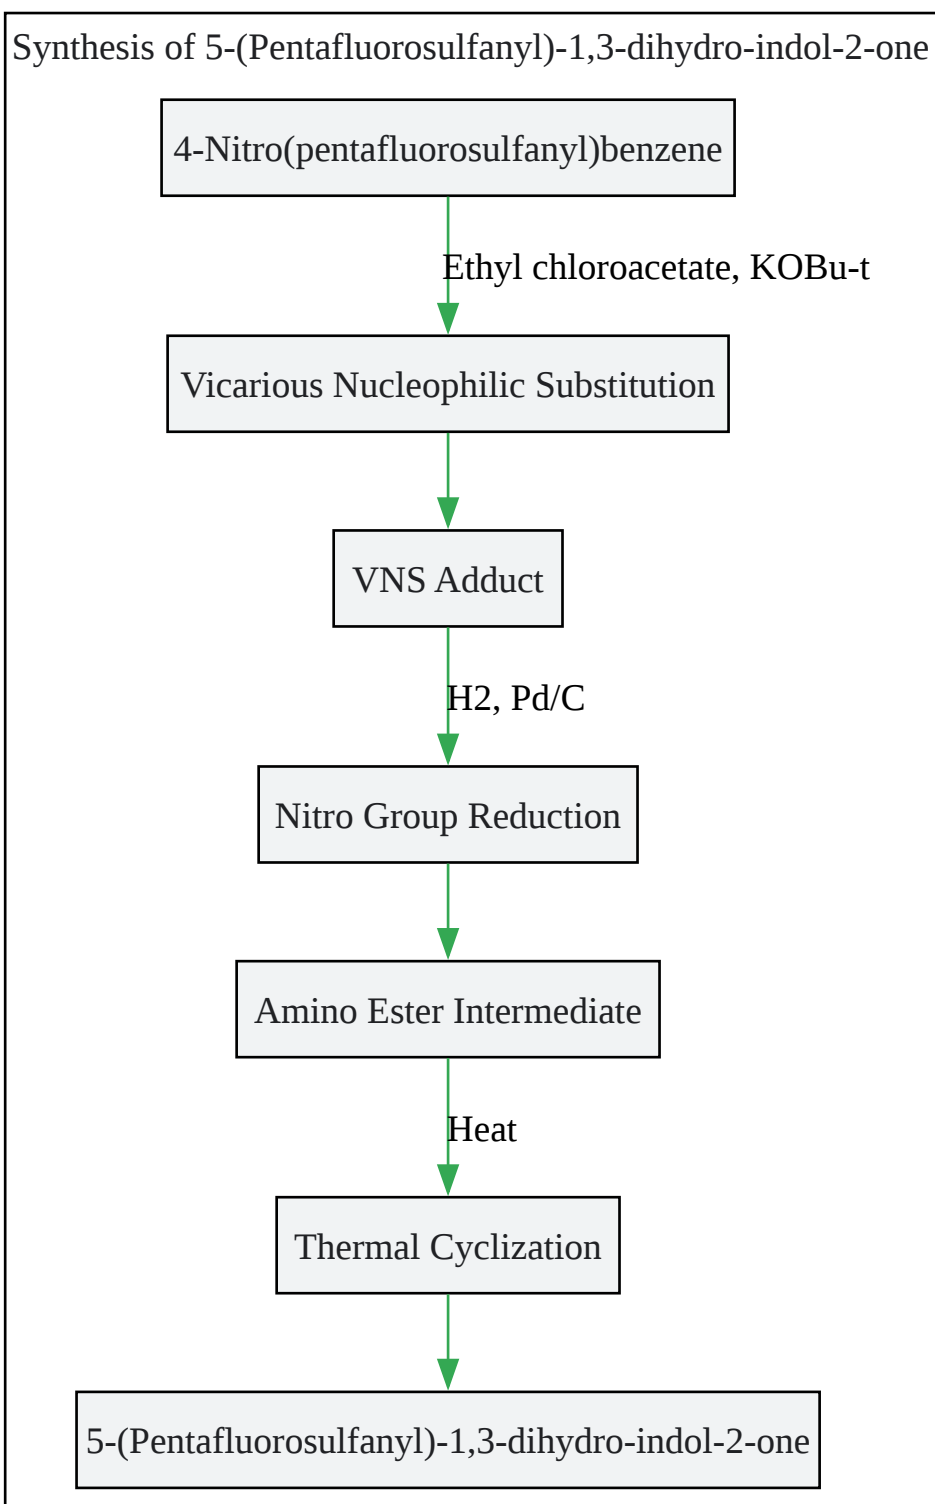 Synthesis of 5-(Pentafluorosulfanyl)-1,3-dihydro-indol-2-one
4-Nitro(pentafluorosulfanyl)benzene
Ethyl chloroacetate, KOBu-t
Vicarious Nucleophilic Substitution
VNS Adduct
H2, Pd/C
Nitro Group Reduction
Amino Ester Intermediate
Heat
Thermal Cyclization
5-(Pentafluorosulfanyl)-1,3-dihydro-indol-2-one